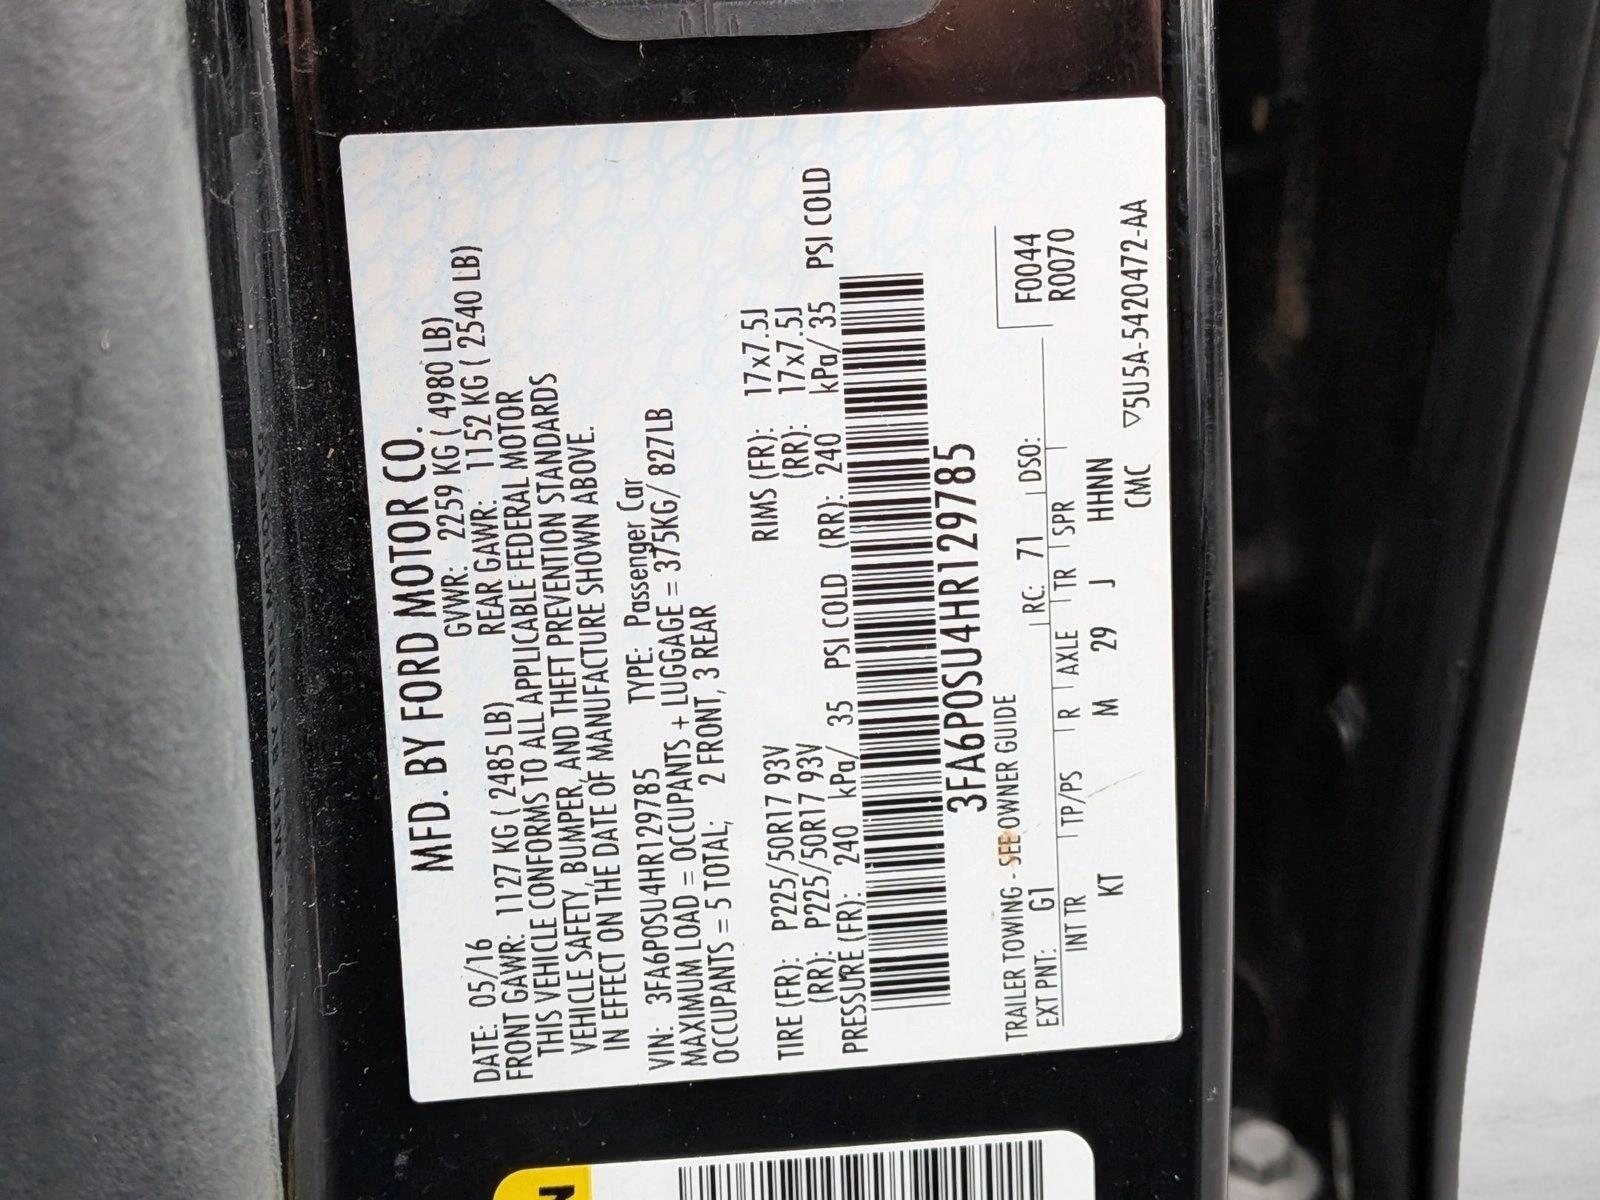 MFD. BY FORD MOTOR CO.
DATE: 05/16 GVWR: 2259 KG ( 4980 LB)
FRONT GAWR: 1127 KG ( 2485 LB) REAR GAWR: 1152 KG ( 2540 LB)
THIS VEHICLE CONFORMS TO ALL APPLICABLE FEDERAL MOTOR
VEHICLE SAFETY, BUMPER, AND THEFT PREVENTION STANDARDS
IN EFFECT ON THE DATE OF MANUFACTURE SHOWN ABOVE.
VIN: 3FA6P0SU4HR129785 TYPE: Passenger Car
MAXIMUM LOAD = OCCUPANTS + LUGGAGE = 375KG/ 827LB
OCCUPANTS = 5 TOTAL, 2 FRONT, 3 REAR
TIRE (FR): P225/50R17 93V RIMS (FR): 17x7.5J
(RR): P225/50R17 93V (RR): 17x7.5J
PRESSURE (FR): 240 kPa/ 35 PSI COLD (RR): 240 kPa/ 35 PSI COLD
3FA6P0SU4HR129785
TRAILER TOWING - SEE OWNER GUIDE
F0044
R0070
EXT PNT: G1 RC: 71 DSO:
INT TR TP/PS R AXLE TR SPR
KT M 29 J HHNN
CMC ▽5U5A-5420472-AA